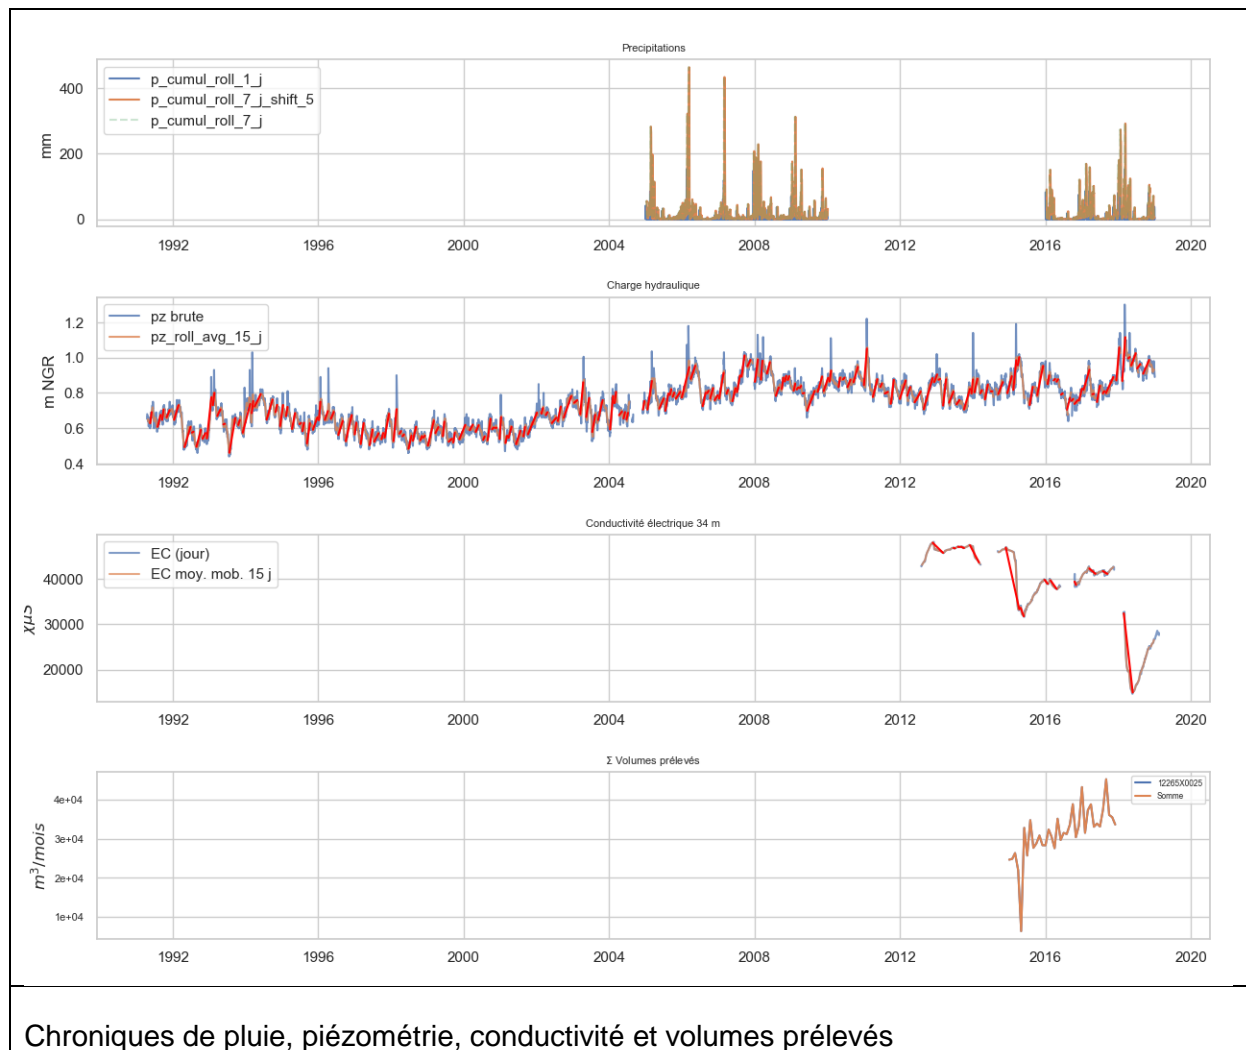 Precipitations
p_cumul_roll_1_j
p_cumul_roll_7_j_shift_5
p_cumul_roll_7_j
mm
400
200
0
1992 1996 2000 2004 2008 2012 2016 2020
Charge hydraulique
pz brute
pz_roll_avg_15_j
m NGR
1.2
1.0
0.8
0.6
0.4
1992 1996 2000 2004 2008 2012 2016 2020
Conductivité électrique 34 m
EC (jour)
EC moy. mob. 15 j
χμS
40000
30000
20000
1992 1996 2000 2004 2008 2012 2016 2020
Σ Volumes prélevés
12265X0025
Somme
m³/mois
4e+04
3e+04
2e+04
1e+04
1992 1996 2000 2004 2008 2012 2016 2020
Chroniques de pluie, piézométrie, conductivité et volumes prélevés